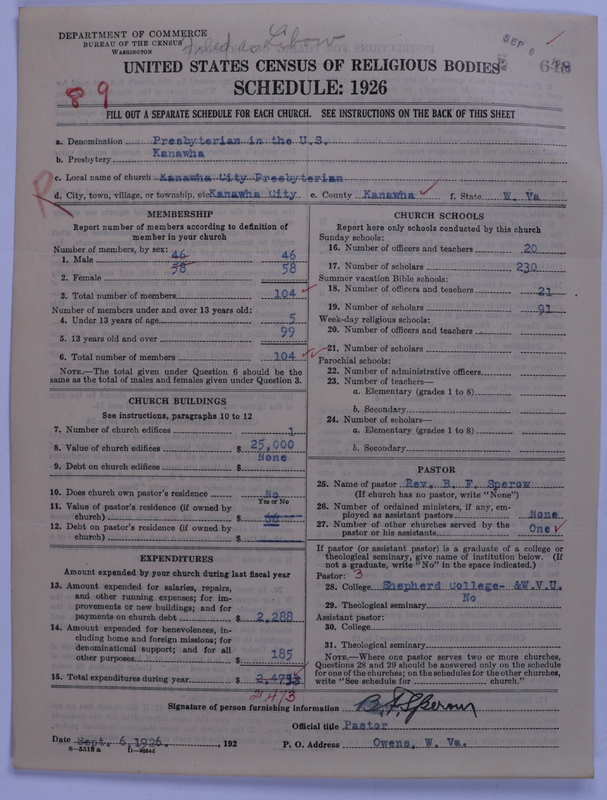 DEPARTMENT OF COMMERCE
BUREAU OF THE CENSUS
WASHINGTON
SEP 8
UNITED STATES CENSUS OF RELIGIOUS BODIES
SCHEDULE: 1926
89
FILL OUT A SEPARATE SCHEDULE FOR EACH CHURCH. SEE INSTRUCTIONS ON THE BACK OF THIS SHEET
a. Denomination Presbyterian in the U.S.
b. Presbytery Kanawha
c. Local name of church Kanawha City Presbyterian
R
d. City, town, village, or township, etc. Kanawha City e. County Kanawha f. State W. Va
MEMBERSHIP
Report number of members according to definition of member in your church
Number of members, by sex:
1. Male 46 46
2. Female 58 58
3. Total number of members 104
Number of members under and over 13 years old:
4. Under 13 years of age 5
5. 13 years old and over 99
6. Total number of members 104
NOTE.—The total given under Question 6 should be the same as the total of males and females given under Question 3.
CHURCH BUILDINGS
See instructions, paragraphs 10 to 12
7. Number of church edifices 1
8. Value of church edifices $ 25,000
9. Debt on church edifices $ None
10. Does church own pastor's residence No
Yes or No
11. Value of pastor's residence (if owned by church) $
12. Debt on pastor's residence (if owned by church) $
EXPENDITURES
Amount expended by your church during last fiscal year
13. Amount expended for salaries, repairs, and other running expenses; for improvements or new buildings; and for payments on church debt $ 2,288
14. Amount expended for benevolences, including home and foreign missions; for denominational support; and for all other purposes $ 185
15. Total expenditures during year $
2,473
CHURCH SCHOOLS
Report here only schools conducted by this church
Sunday schools:
16. Number of officers and teachers 20
17. Number of scholars 230
Summer vacation Bible schools:
18. Number of officers and teachers 21
19. Number of scholars 91
Week-day religious schools:
20. Number of officers and teachers
21. Number of scholars
Parochial schools:
22. Number of administrative officers
23. Number of teachers—
a. Elementary (grades 1 to 8)
b. Secondary
24. Number of scholars—
a. Elementary (grades 1 to 8)
b. Secondary
PASTOR
25. Name of pastor Rev. B. F. Sperow
(If church has no pastor, write "None")
26. Number of ordained ministers, if any, employed as assistant pastors None
27. Number of other churches served by the pastor or his assistants One
If pastor (or assistant pastor) is a graduate of a college or theological seminary, give name of institution below. (If not a graduate, write "No" in the space indicated.)
Pastor: 3
28. College Shepherd College- &W.V.U.
29. Theological seminary No
Assistant pastor:
30. College
31. Theological seminary
NOTE.—Where one pastor serves two or more churches, Questions 28 and 29 should be answered only on the schedule for one of the churches; on the schedules for the other churches, write "See schedule for church."
Signature of person furnishing information B. F. Sperow
Official title Pastor
Date Sept. 6, 1926. , 192 P. O. Address Owens, W. Va.